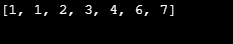 [1, 1, 2, 3, 4, 6, 7]